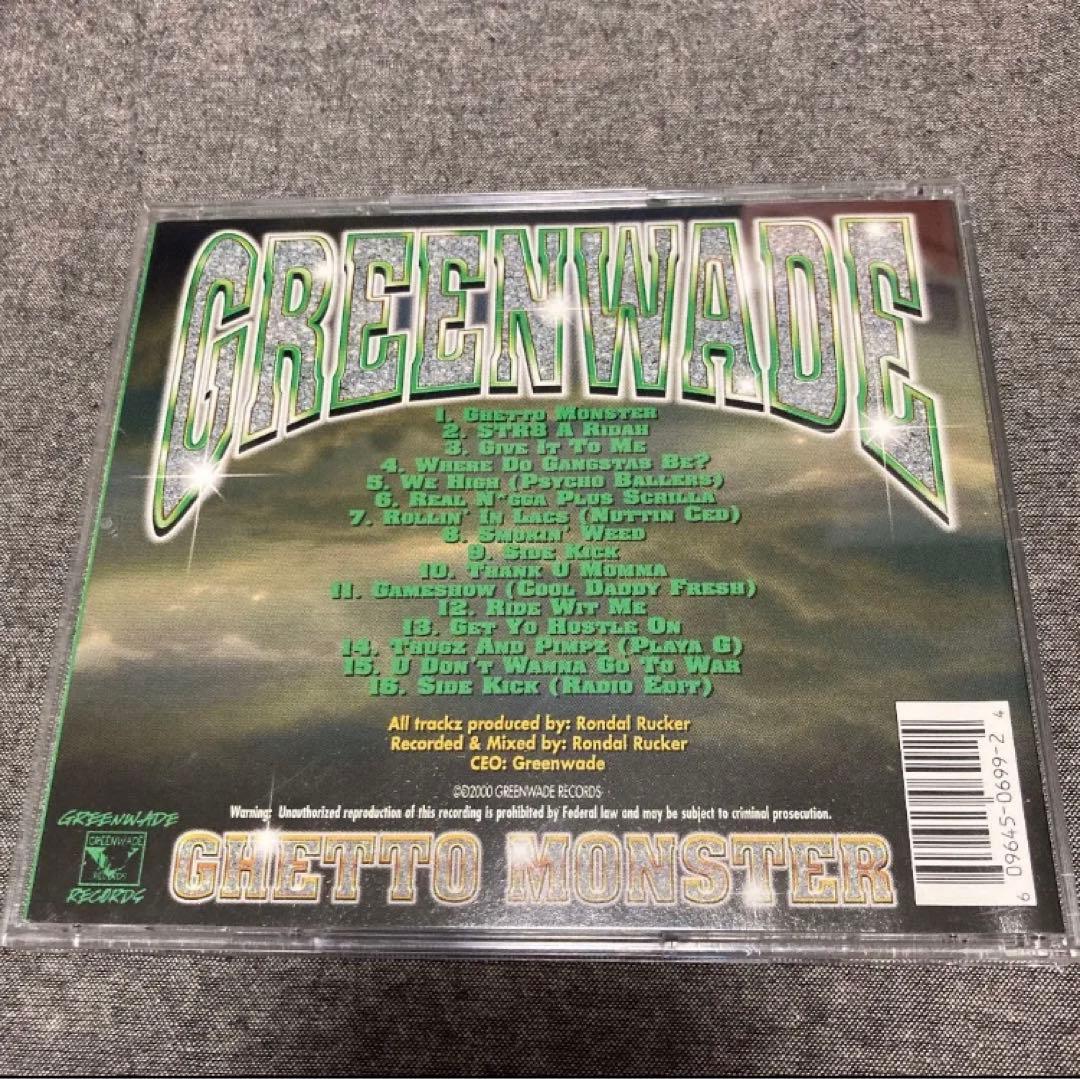 GREENWADE
1. GHETTO MONSTER
2. STR8 A RIDAH
3. GIVE IT TO ME
4. WHERE DO GANGSTAS BE?
5. WE HIGH (PSYCHO BALLERS)
6. REAL N*GGA PLUS SCRILLA
7. ROLLIN' IN LACS (NUTTIN CED)
8. SMOKIN' WEED
9. SIDE KICK
10. THANK U MOMMA
11. GAMESHOW (COOL DADDY FRESH)
12. RIDE WIT ME
13. GET YO HUSTLE ON
14. THUGZ AND PIMPZ (PLAYA G)
15. U DON'T WANNA GO TO WAR
16. SIDE KICK (RADIO EDIT)
All trackz produced by: Rondal Rucker
Recorded & Mixed by: Rondal Rucker
CEO: Greenwade
©℗2000 GREENWADE RECORDS
Warning: Unauthorized reproduction of this recording is prohibited by Federal law and may be subject to criminal prosecution.
GREENWADE
GREENWADE
RECORDS
RECORDS
GHETTO MONSTER
6 09645-0699-2 4